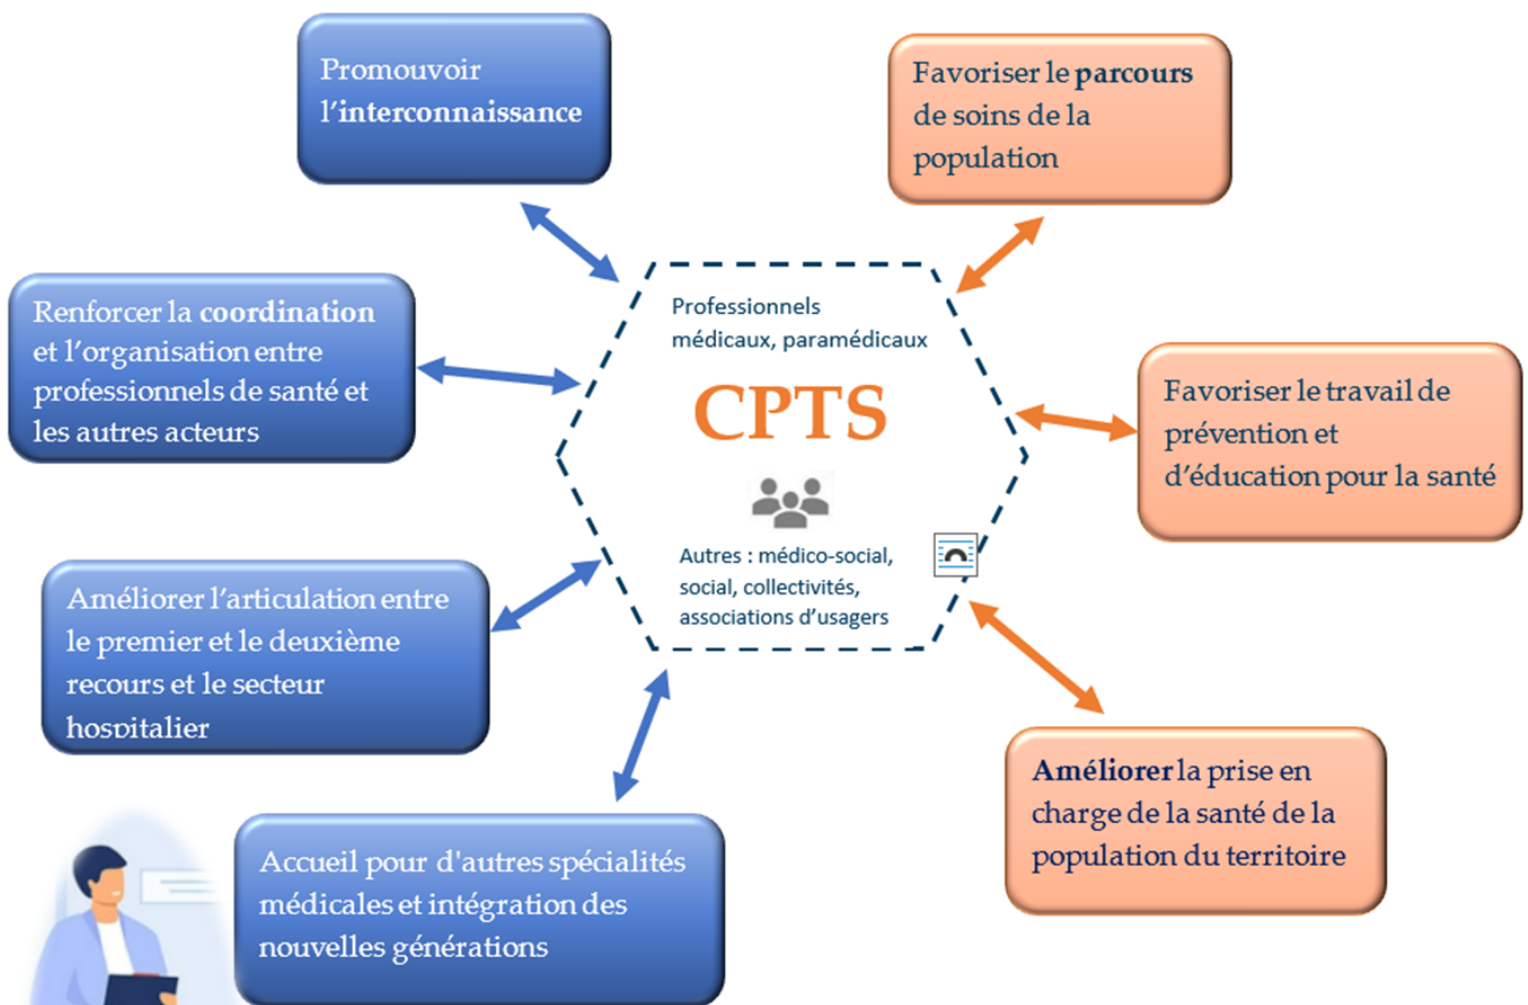 Promouvoir
l'interconnaissance
Favoriser le parcours
de soins de la
population
Renforcer la coordination
et l'organisation entre
professionnels de santé et
les autres acteurs
Professionnels
médicaux, paramédicaux
CPTS
Autres : médico-social,
social, collectivités,
associations d'usagers
Favoriser le travail de
prévention et
d'éducation pour la santé
Améliorer l'articulation entre
le premier et le deuxième
recours et le secteur
hospitalier
Améliorer la prise en
charge de la santé de la
population du territoire
Accueil pour d'autres spécialités
médicales et intégration des
nouvelles générations